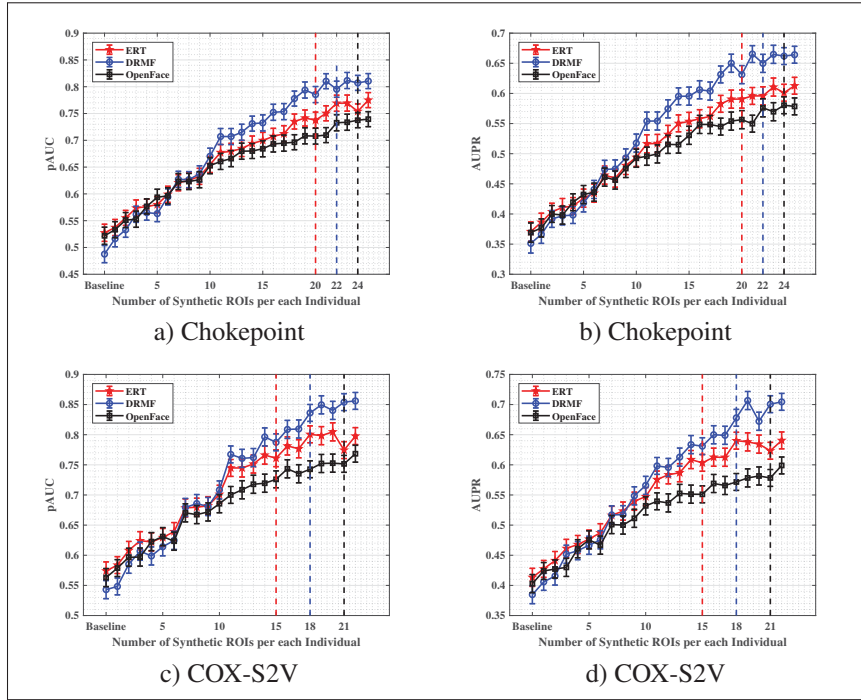 0.9
0.85
0.8
0.75
0.7
0.65
0.6
0.55
0.5
0.45
pAUC
ERT
DRMF
OpenFace
Baseline 5 10 15 20 22 24
Number of Synthetic ROIs per each Individual
a) Chokepoint
0.7
0.65
0.6
0.55
0.5
0.45
0.4
0.35
0.3
AUPR
ERT
DRMF
OpenFace
Baseline 5 10 15 20 22 24
Number of Synthetic ROIs per each Individual
b) Chokepoint
0.9
0.85
0.8
0.75
0.7
0.65
0.6
0.55
0.5
pAUC
ERT
DRMF
OpenFace
Baseline 5 10 15 18 21
Number of Synthetic ROIs per each Individual
c) COX-S2V
0.75
0.7
0.65
0.6
0.55
0.5
0.45
0.4
0.35
AUPR
ERT
DRMF
OpenFace
Baseline 5 10 15 18 21
Number of Synthetic ROIs per each Individual
d) COX-S2V